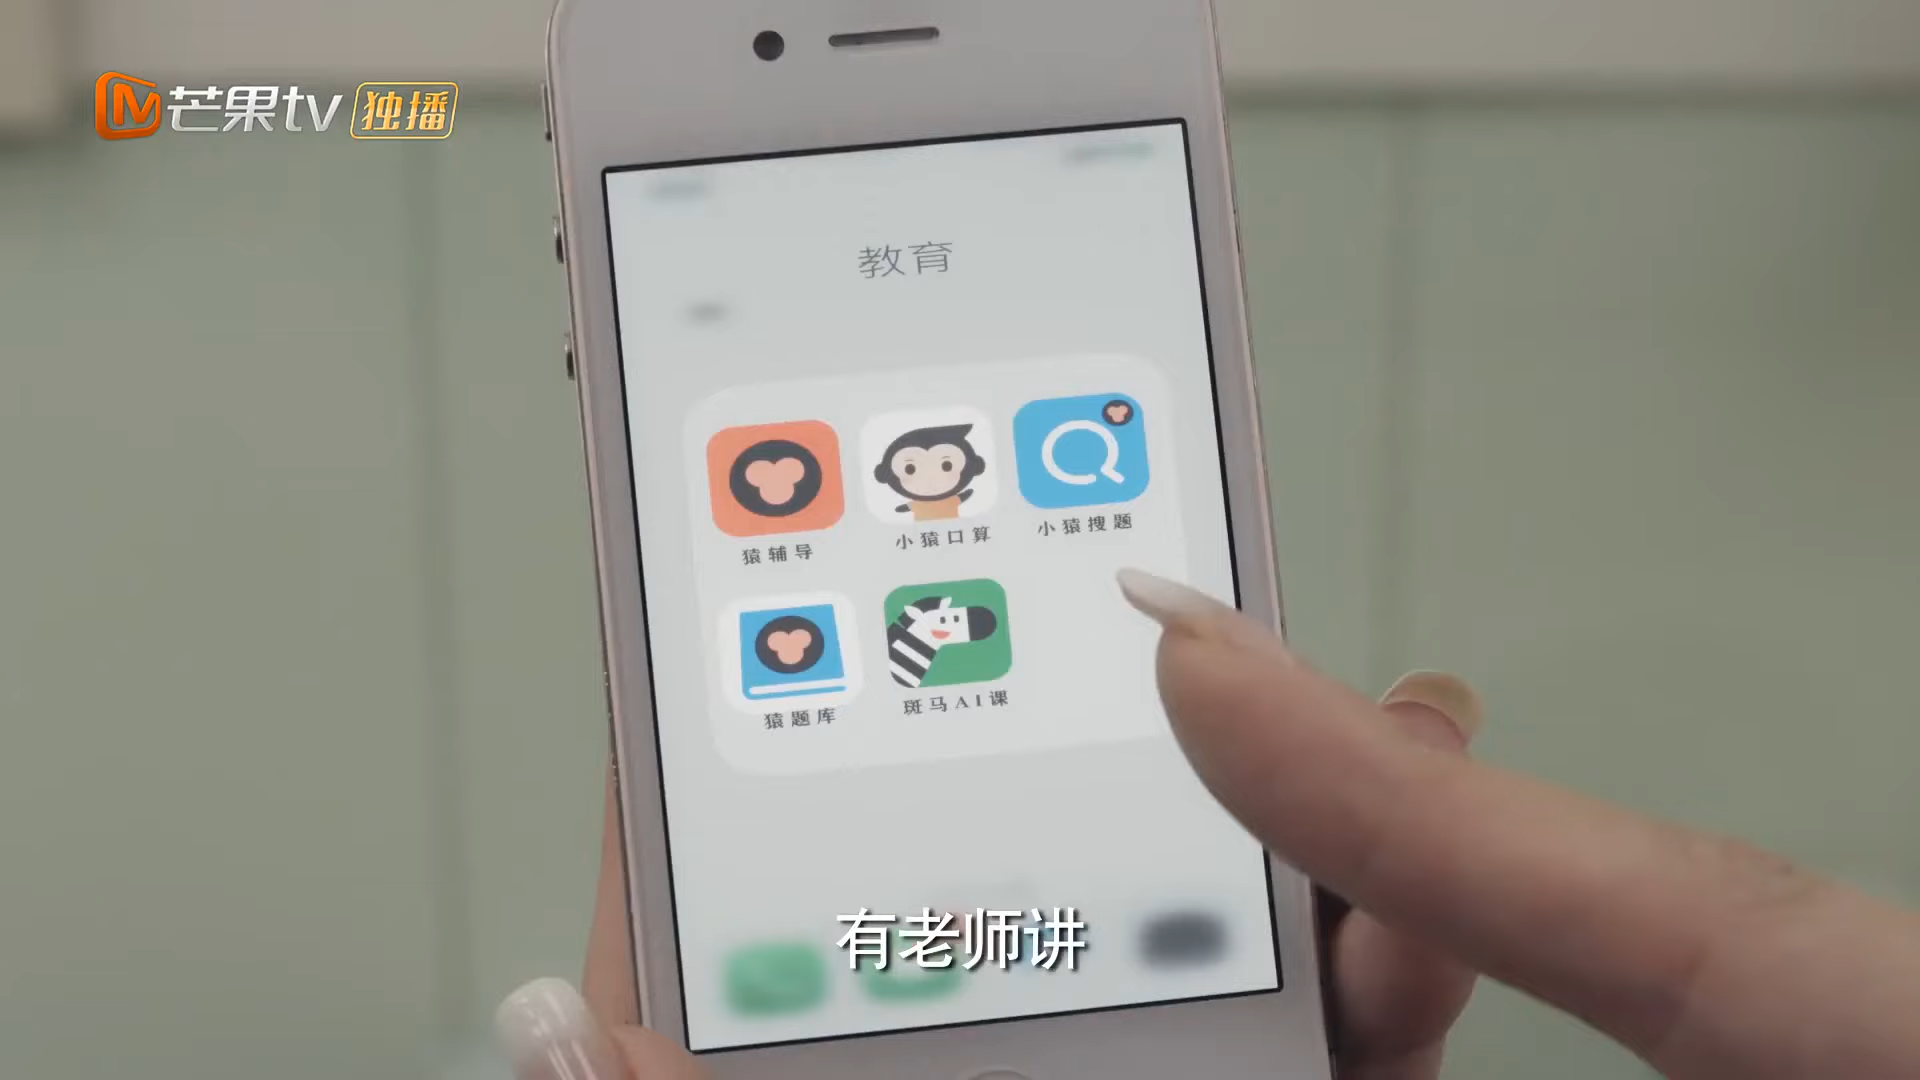 芒果tv 独播
教育
猿辅导
小猿口算
小猿搜题
猿题库
斑马AI课
有老师讲